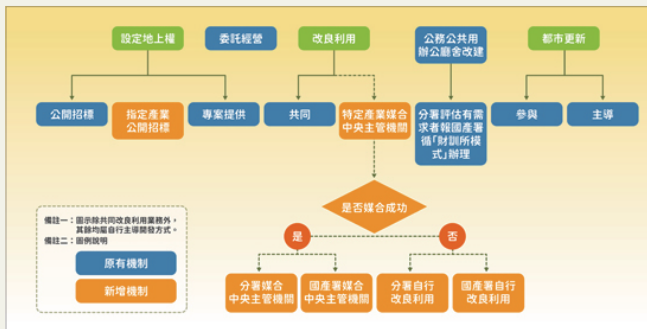 設定地上權
委託經營
改良利用
公務公共用
辦公廳舍改建
都市更新
公開招標
指定產業
公開招標
專案提供
共同
特定產業媒合
中央主管機關
分署評估有需
求者報國產署
循「財訓所模
式」辦理
參與
主導
是否媒合成功
是
否
分署媒合
中央主管機關
國產署媒合
中央主管機關
分署自行
改良利用
國產署自行
改良利用
備註一：圖示除共同改良利用業務外，
其餘均屬自行主導開發方式。
備註二：圖例說明
原有機制
新增機制